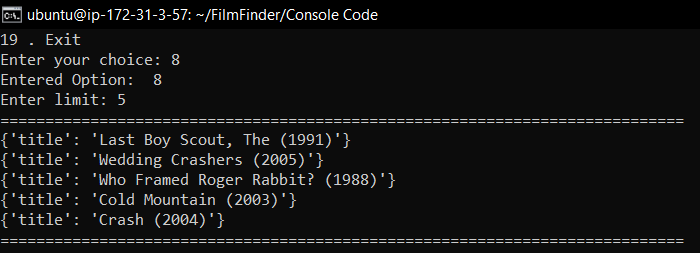 ubuntu@ip-172-31-3-57: ~/FilmFinder/Console Code
19 . Exit
Enter your choice: 8
Entered Option:  8
Enter limit: 5
============================================================================
{'title': 'Last Boy Scout, The (1991)'}
{'title': 'Wedding Crashers (2005)'}
{'title': 'Who Framed Roger Rabbit? (1988)'}
{'title': 'Cold Mountain (2003)'}
{'title': 'Crash (2004)'}
============================================================================